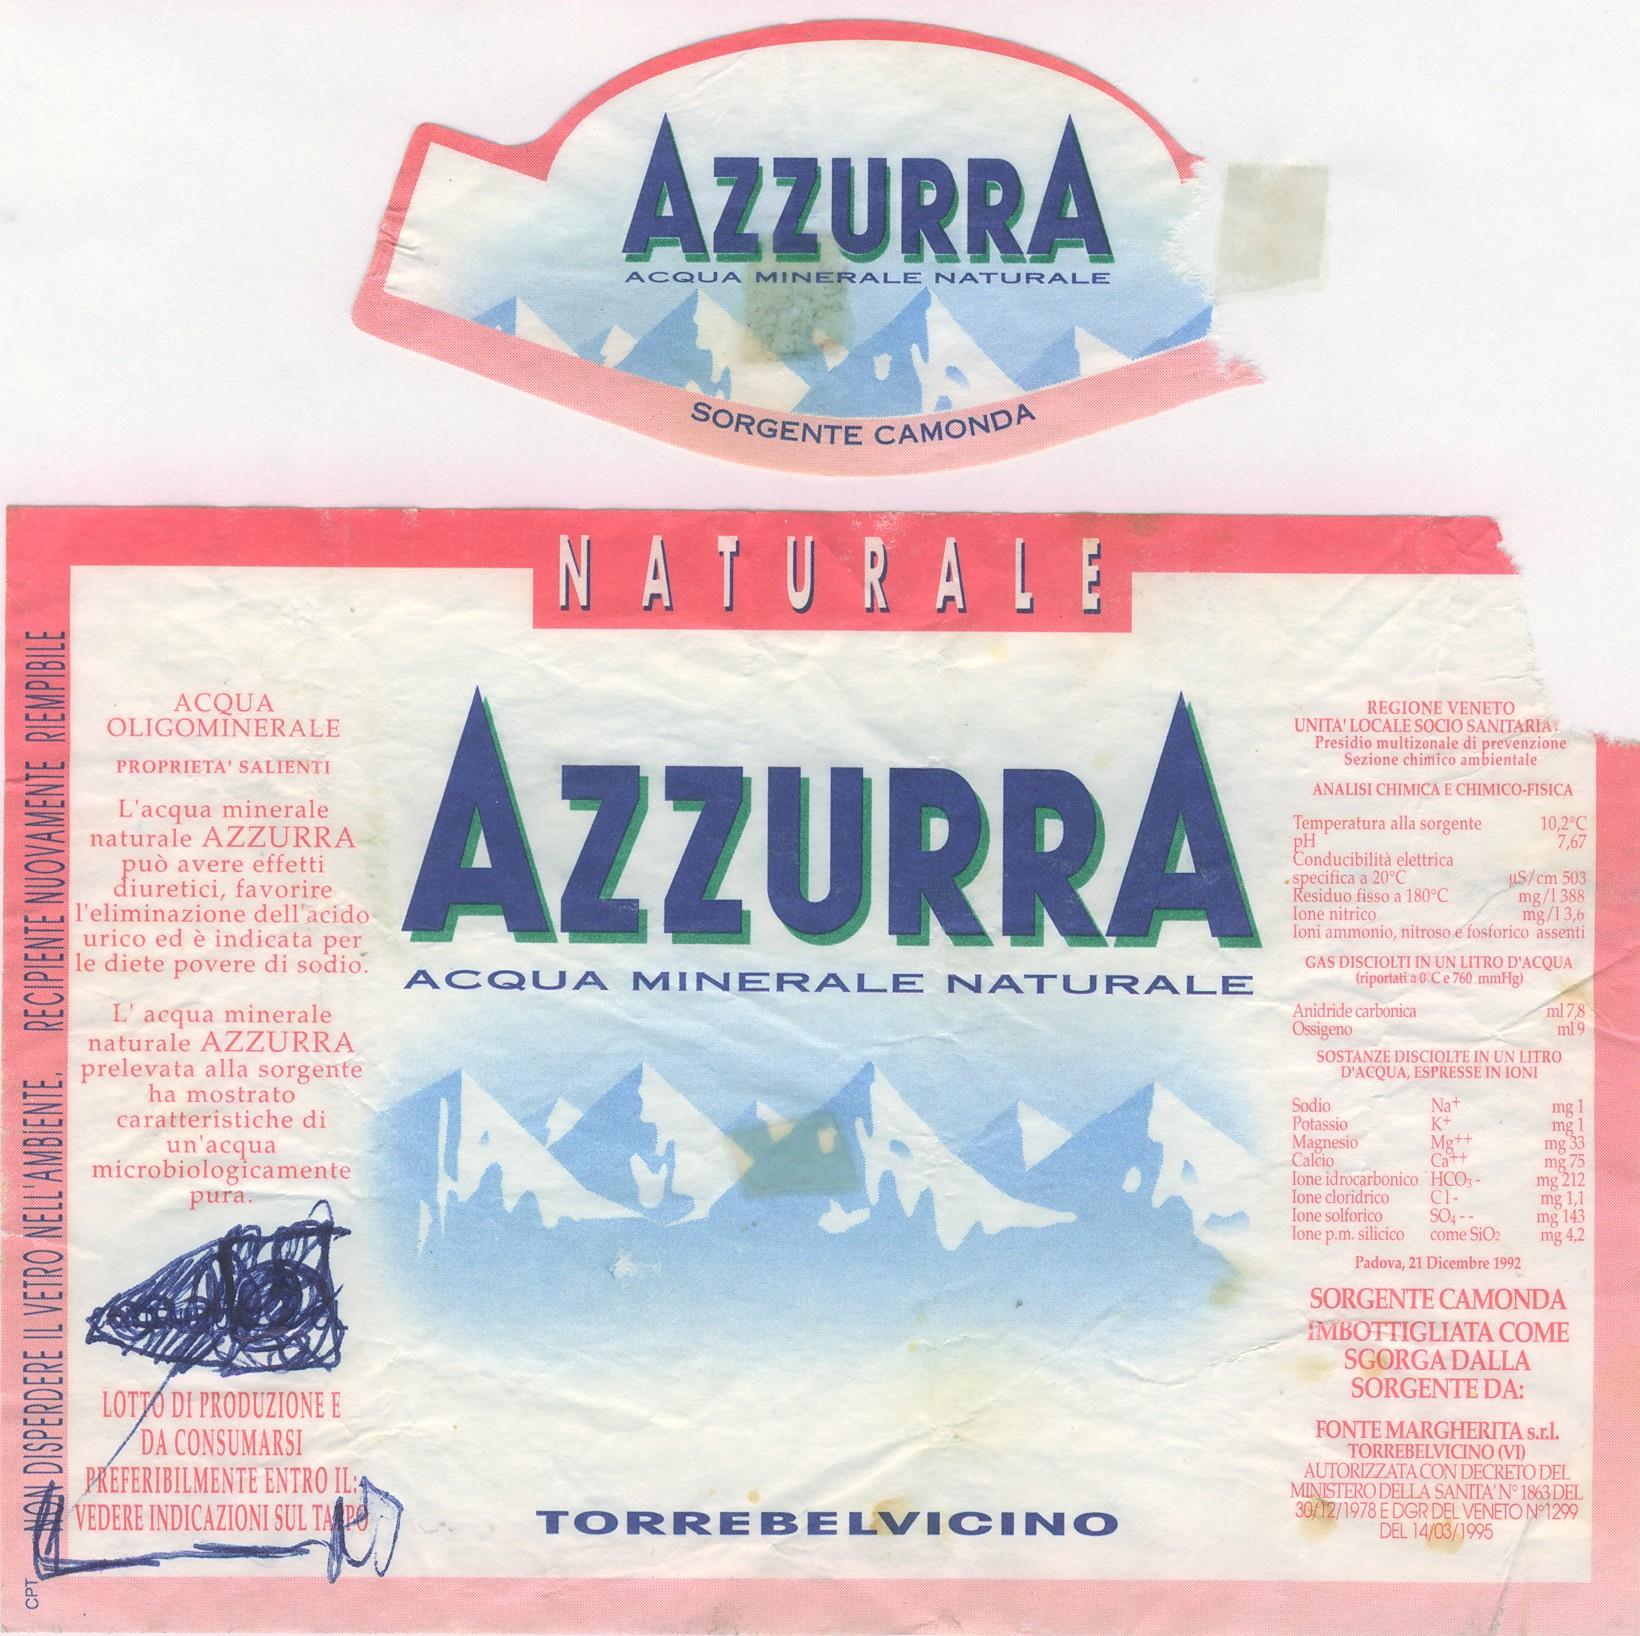 AZZURRA
ACQUA MINERALE NATURALE
SORGENTE CAMONDA
NATURALE
NON DISPERDERE IL VETRO NELL'AMBIENTE. RECIPIENTE NUOVAMENTE RIEMPIBILE
CPT
ACQUA
OLIGOMINERALE
PROPRIETA' SALIENTI
L'acqua minerale
naturale AZZURRA
può avere effetti
diuretici, favorire
l'eliminazione dell'acido
urico ed è indicata per
le diete povere di sodio.
L' acqua minerale
naturale AZZURRA
prelevata alla sorgente
ha mostrato
caratteristiche di
un'acqua
microbiologicamente
pura.
LOTTO DI PRODUZIONE E
DA CONSUMARSI
PREFERIBILMENTE ENTRO IL:
VEDERE INDICAZIONI SUL TAPPO
AZZURRA
ACQUA MINERALE NATURALE
TORREBELVICINO
REGIONE VENETO
UNITA' LOCALE SOCIO SANITARIA
Presidio multizonale di prevenzione
Sezione chimico ambientale
ANALISI CHIMICA E CHIMICO-FISICA
Temperatura alla sorgente 10,2°C
pH 7,67
Conducibilità elettrica
specifica a 20°C µS/cm 503
Residuo fisso a 180°C mg/l 388
Ione nitrico mg/l 3,6
Ioni ammonio, nitroso e fosforico assenti
GAS DISCIOLTI IN UN LITRO D'ACQUA
(riportati a 0°C e 760 mmHg)
Anidride carbonica ml 7,8
Ossigeno ml 9
SOSTANZE DISCIOLTE IN UN LITRO
D'ACQUA, ESPRESSE IN IONI
Sodio Na+ mg 1
Potassio K+ mg 1
Magnesio Mg++ mg 33
Calcio Ca++ mg 75
Ione idrocarbonico HCO3- mg 212
Ione cloridrico Cl- mg 1,1
Ione solforico SO4-- mg 143
Ione p.m. silicico come SiO2 mg 4,2
Padova, 21 Dicembre 1992
SORGENTE CAMONDA
IMBOTTIGLIATA COME
SGORGA DALLA
SORGENTE DA:
FONTE MARGHERITA s.r.l.
TORREBELVICINO (VI)
AUTORIZZATA CON DECRETO DEL
MINISTERO DELLA SANITA' N° 1863 DEL
30/12/1978 E DGR DEL VENETO N°1299
DEL 14/03/1995